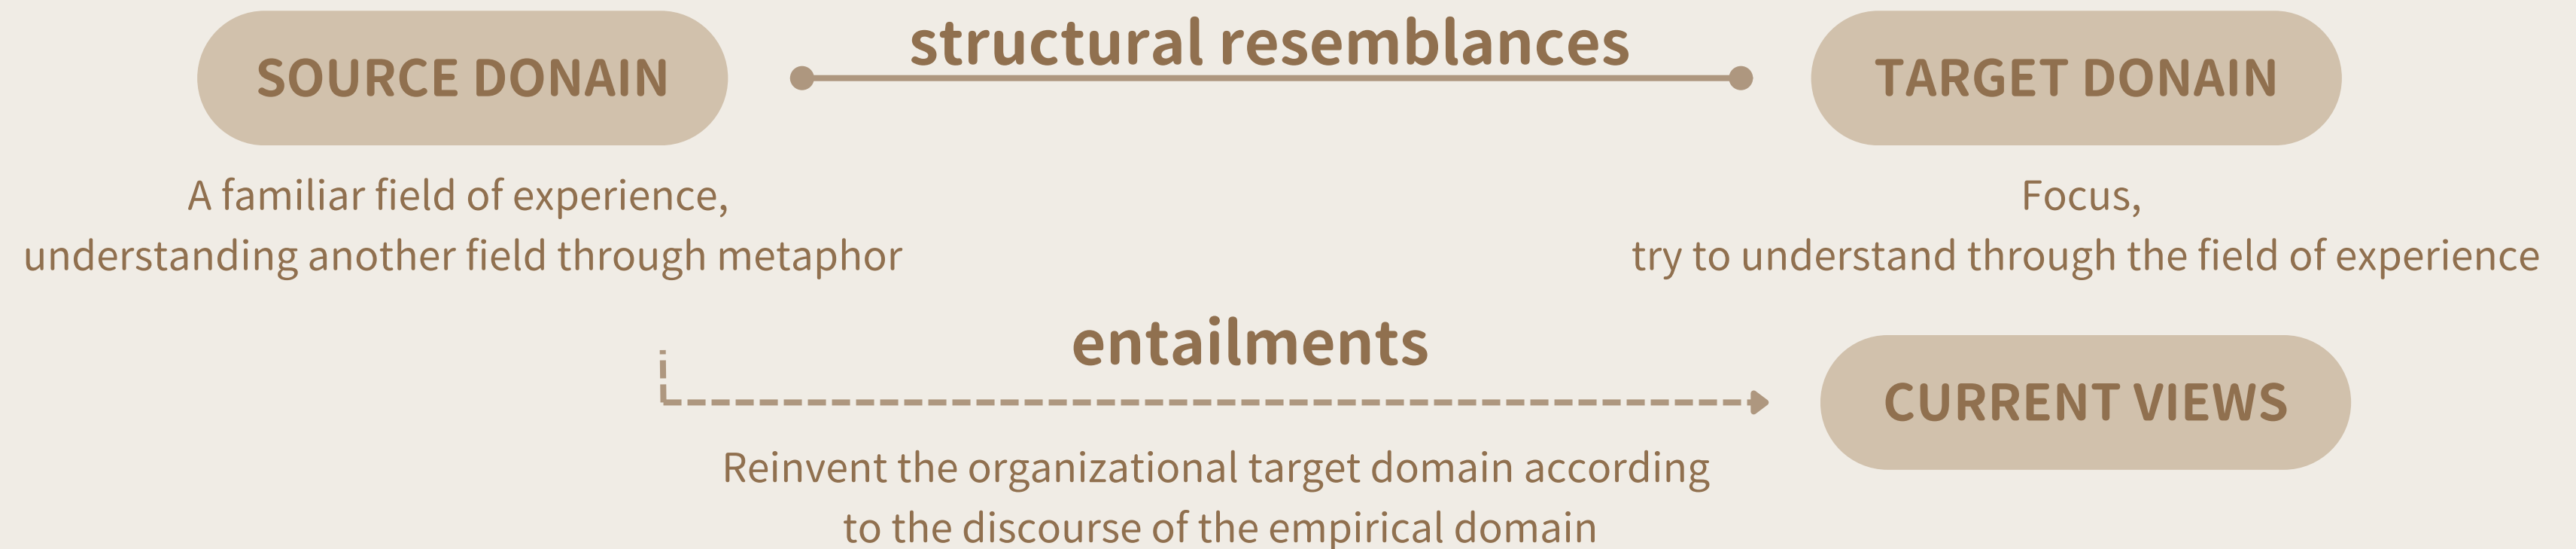 SOURCE DONAIN
structural resemblances
TARGET DONAIN
A familiar field of experience,
understanding another field through metaphor
Focus,
try to understand through the field of experience
entailments
CURRENT VIEWS
Reinvent the organizational target domain according
to the discourse of the empirical domain